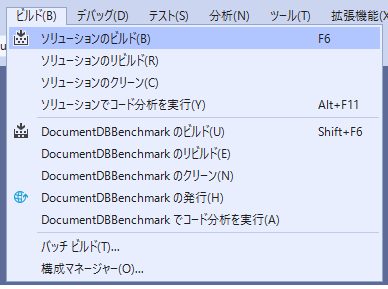 ビルド(B) デバッグ(D) テスト(S) 分析(N) ツール(T) 拡張機能(X
ソリューションのビルド(B) F6
ソリューションのリビルド(R)
ソリューションのクリーン(C)
ソリューションでコード分析を実行(Y) Alt+F11
DocumentDBBenchmark のビルド(U) Shift+F6
DocumentDBBenchmark のリビルド(E)
DocumentDBBenchmark のクリーン(N)
DocumentDBBenchmark の発行(H)
DocumentDBBenchmark でコード分析を実行(A)
バッチ ビルド(T)...
構成マネージャー(O)...